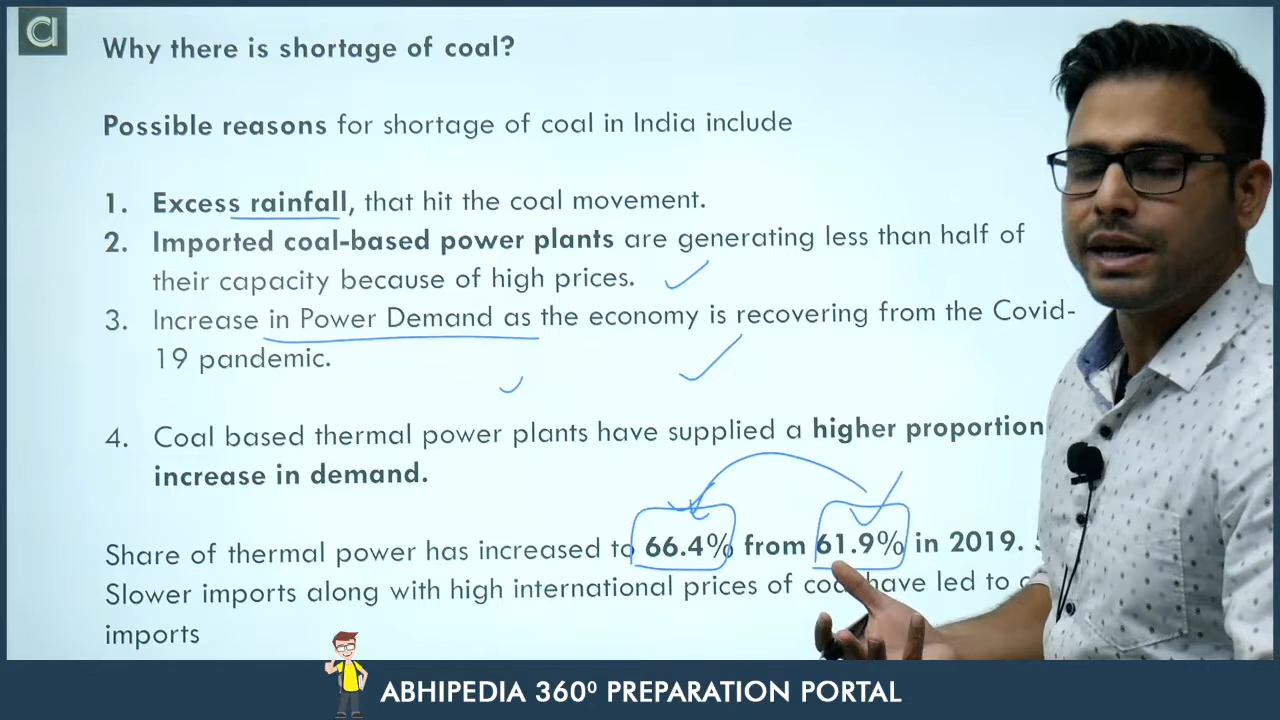 Why there is shortage of coal?
Possible reasons for shortage of coal in India include
1. Excess rainfall, that hit the coal movement.
2. Imported coal-based power plants are generating less than half of
their capacity because of high prices.
3. Increase in Power Demand as the economy is recovering from the Covid-
19 pandemic.
4. Coal based thermal power plants have supplied a higher proportion
increase in demand.
Share of thermal power has increased to 66.4% from 61.9% in 2019.
Slower imports along with high international prices of coal have led to
imports
ABHIPEDIA 360⁰ PREPARATION PORTAL